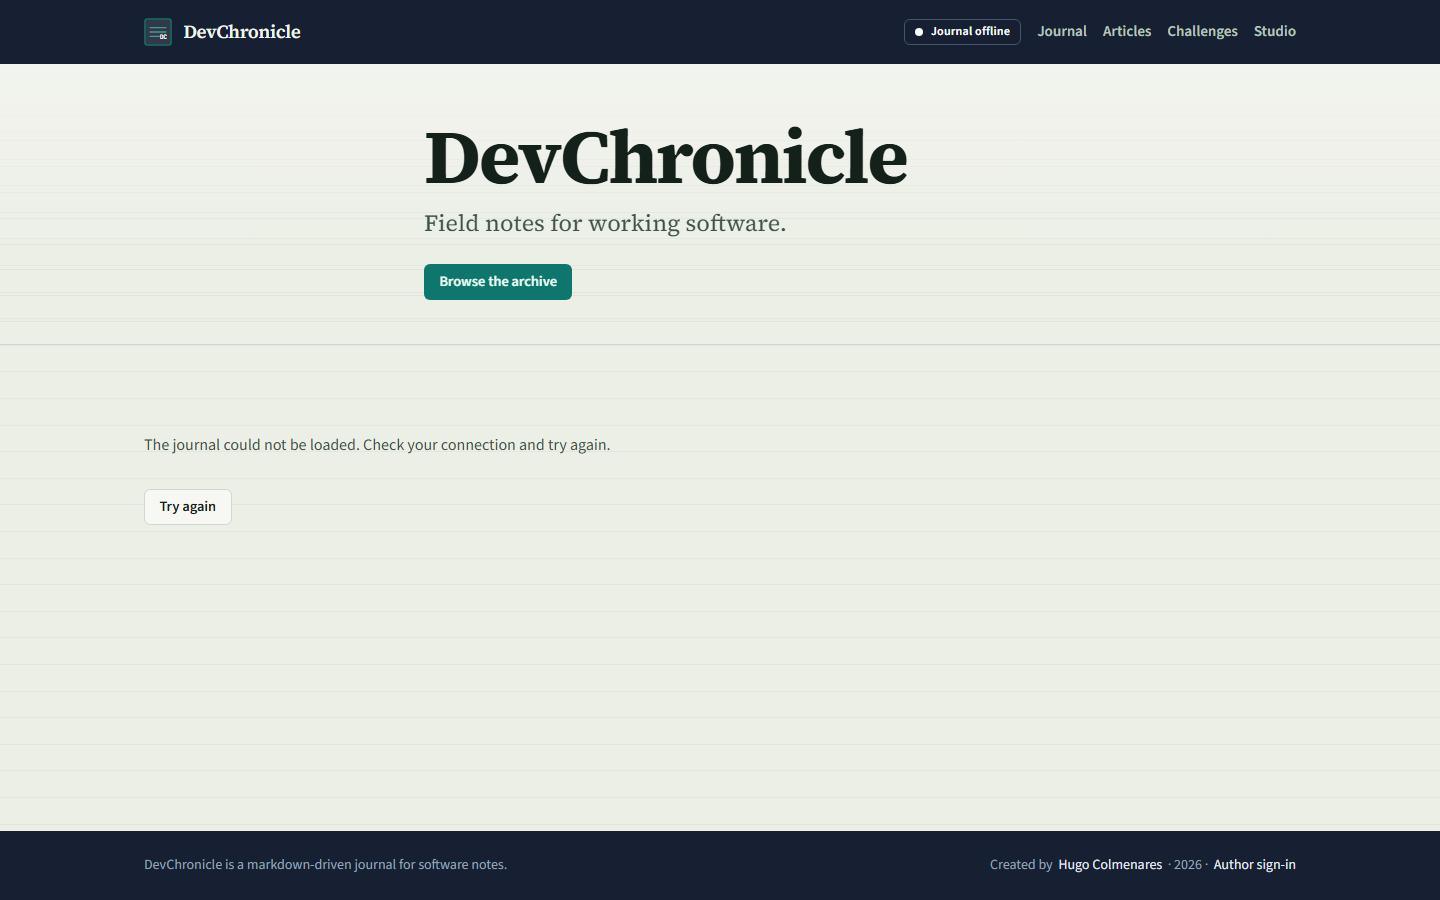 DC
DevChronicle
Journal offline
Journal
Articles
Challenges
Studio
DevChronicle
Field notes for working software.
Browse the archive
The journal could not be loaded. Check your connection and try again.
Try again
DevChronicle is a markdown-driven journal for software notes.
Created by Hugo Colmenares · 2026 · Author sign-in